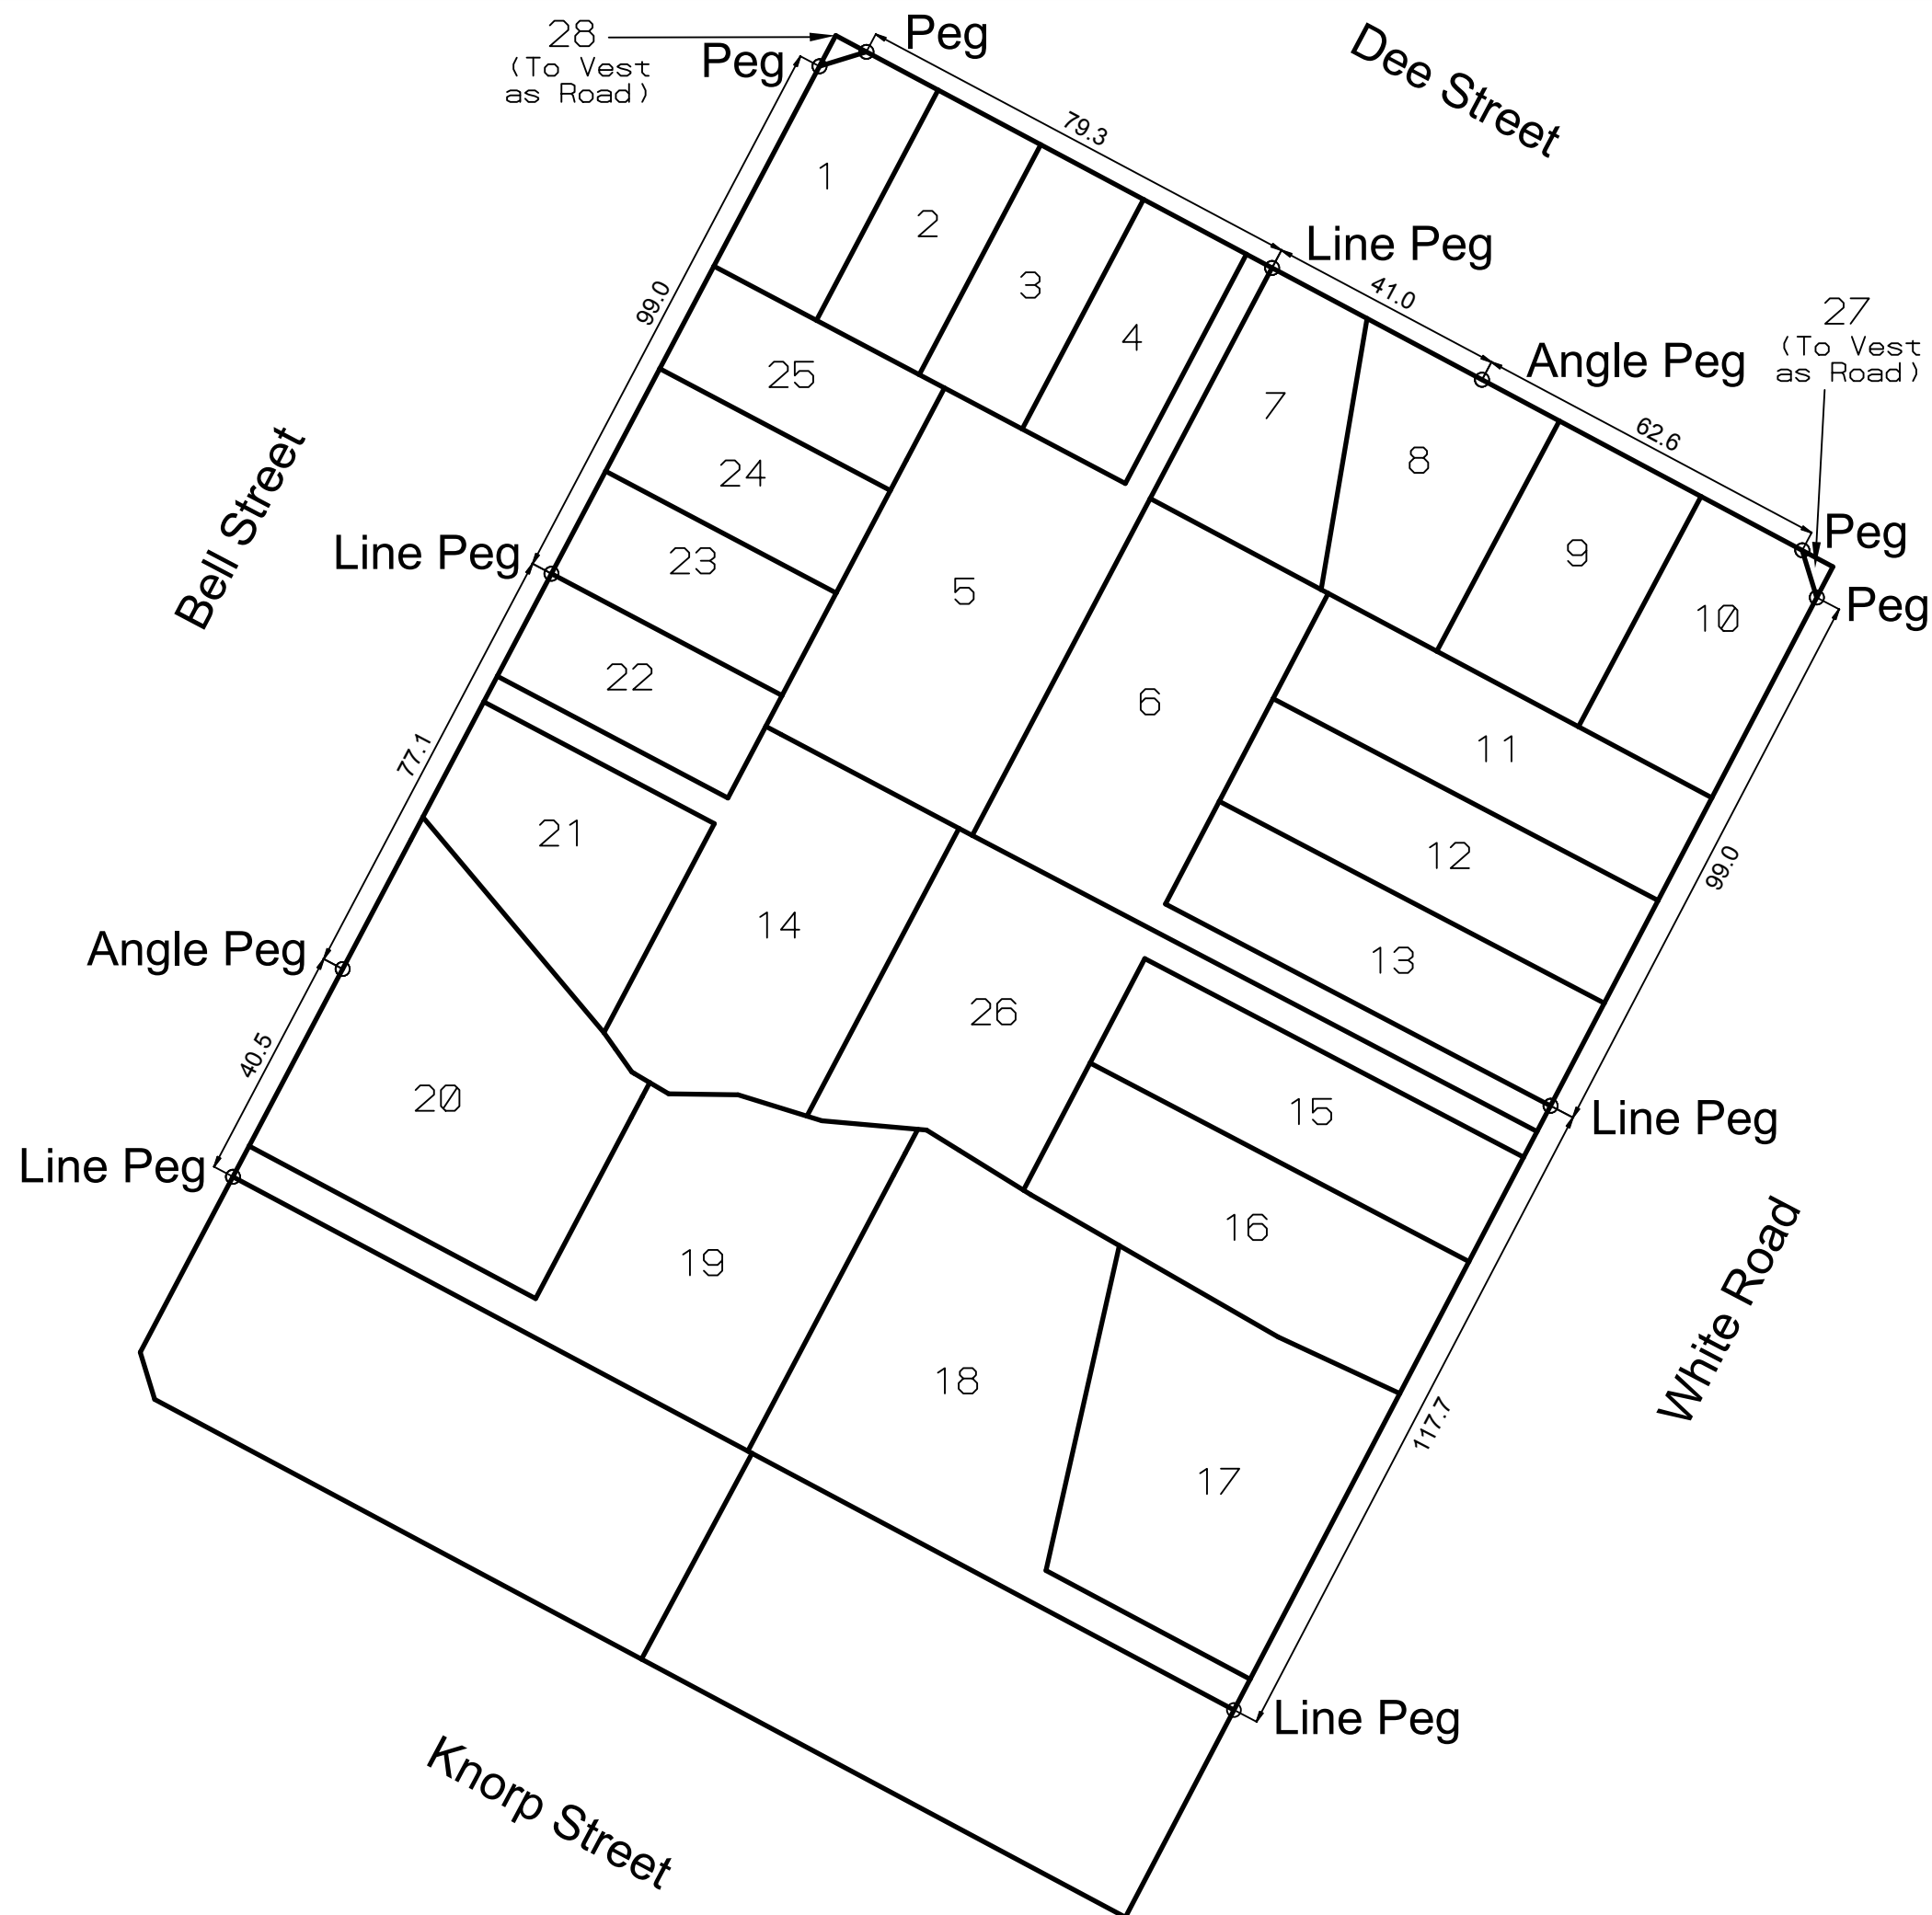 28
(To Vest
as Road)
Peg
Peg
Dee Street
79.3
1
2
Line Peg
3
99.0
41.0
4
27
(To Vest
as Road)
Angle Peg
25
7
62.6
8
24
Bell Street
Peg
Line Peg
23
9
5
Peg
10
22
6
77.1
11
21
12
99.0
14
Angle Peg
13
26
40.5
20
15
Line Peg
Line Peg
16
19
White Road
18
117.7
17
Line Peg
Knorp Street